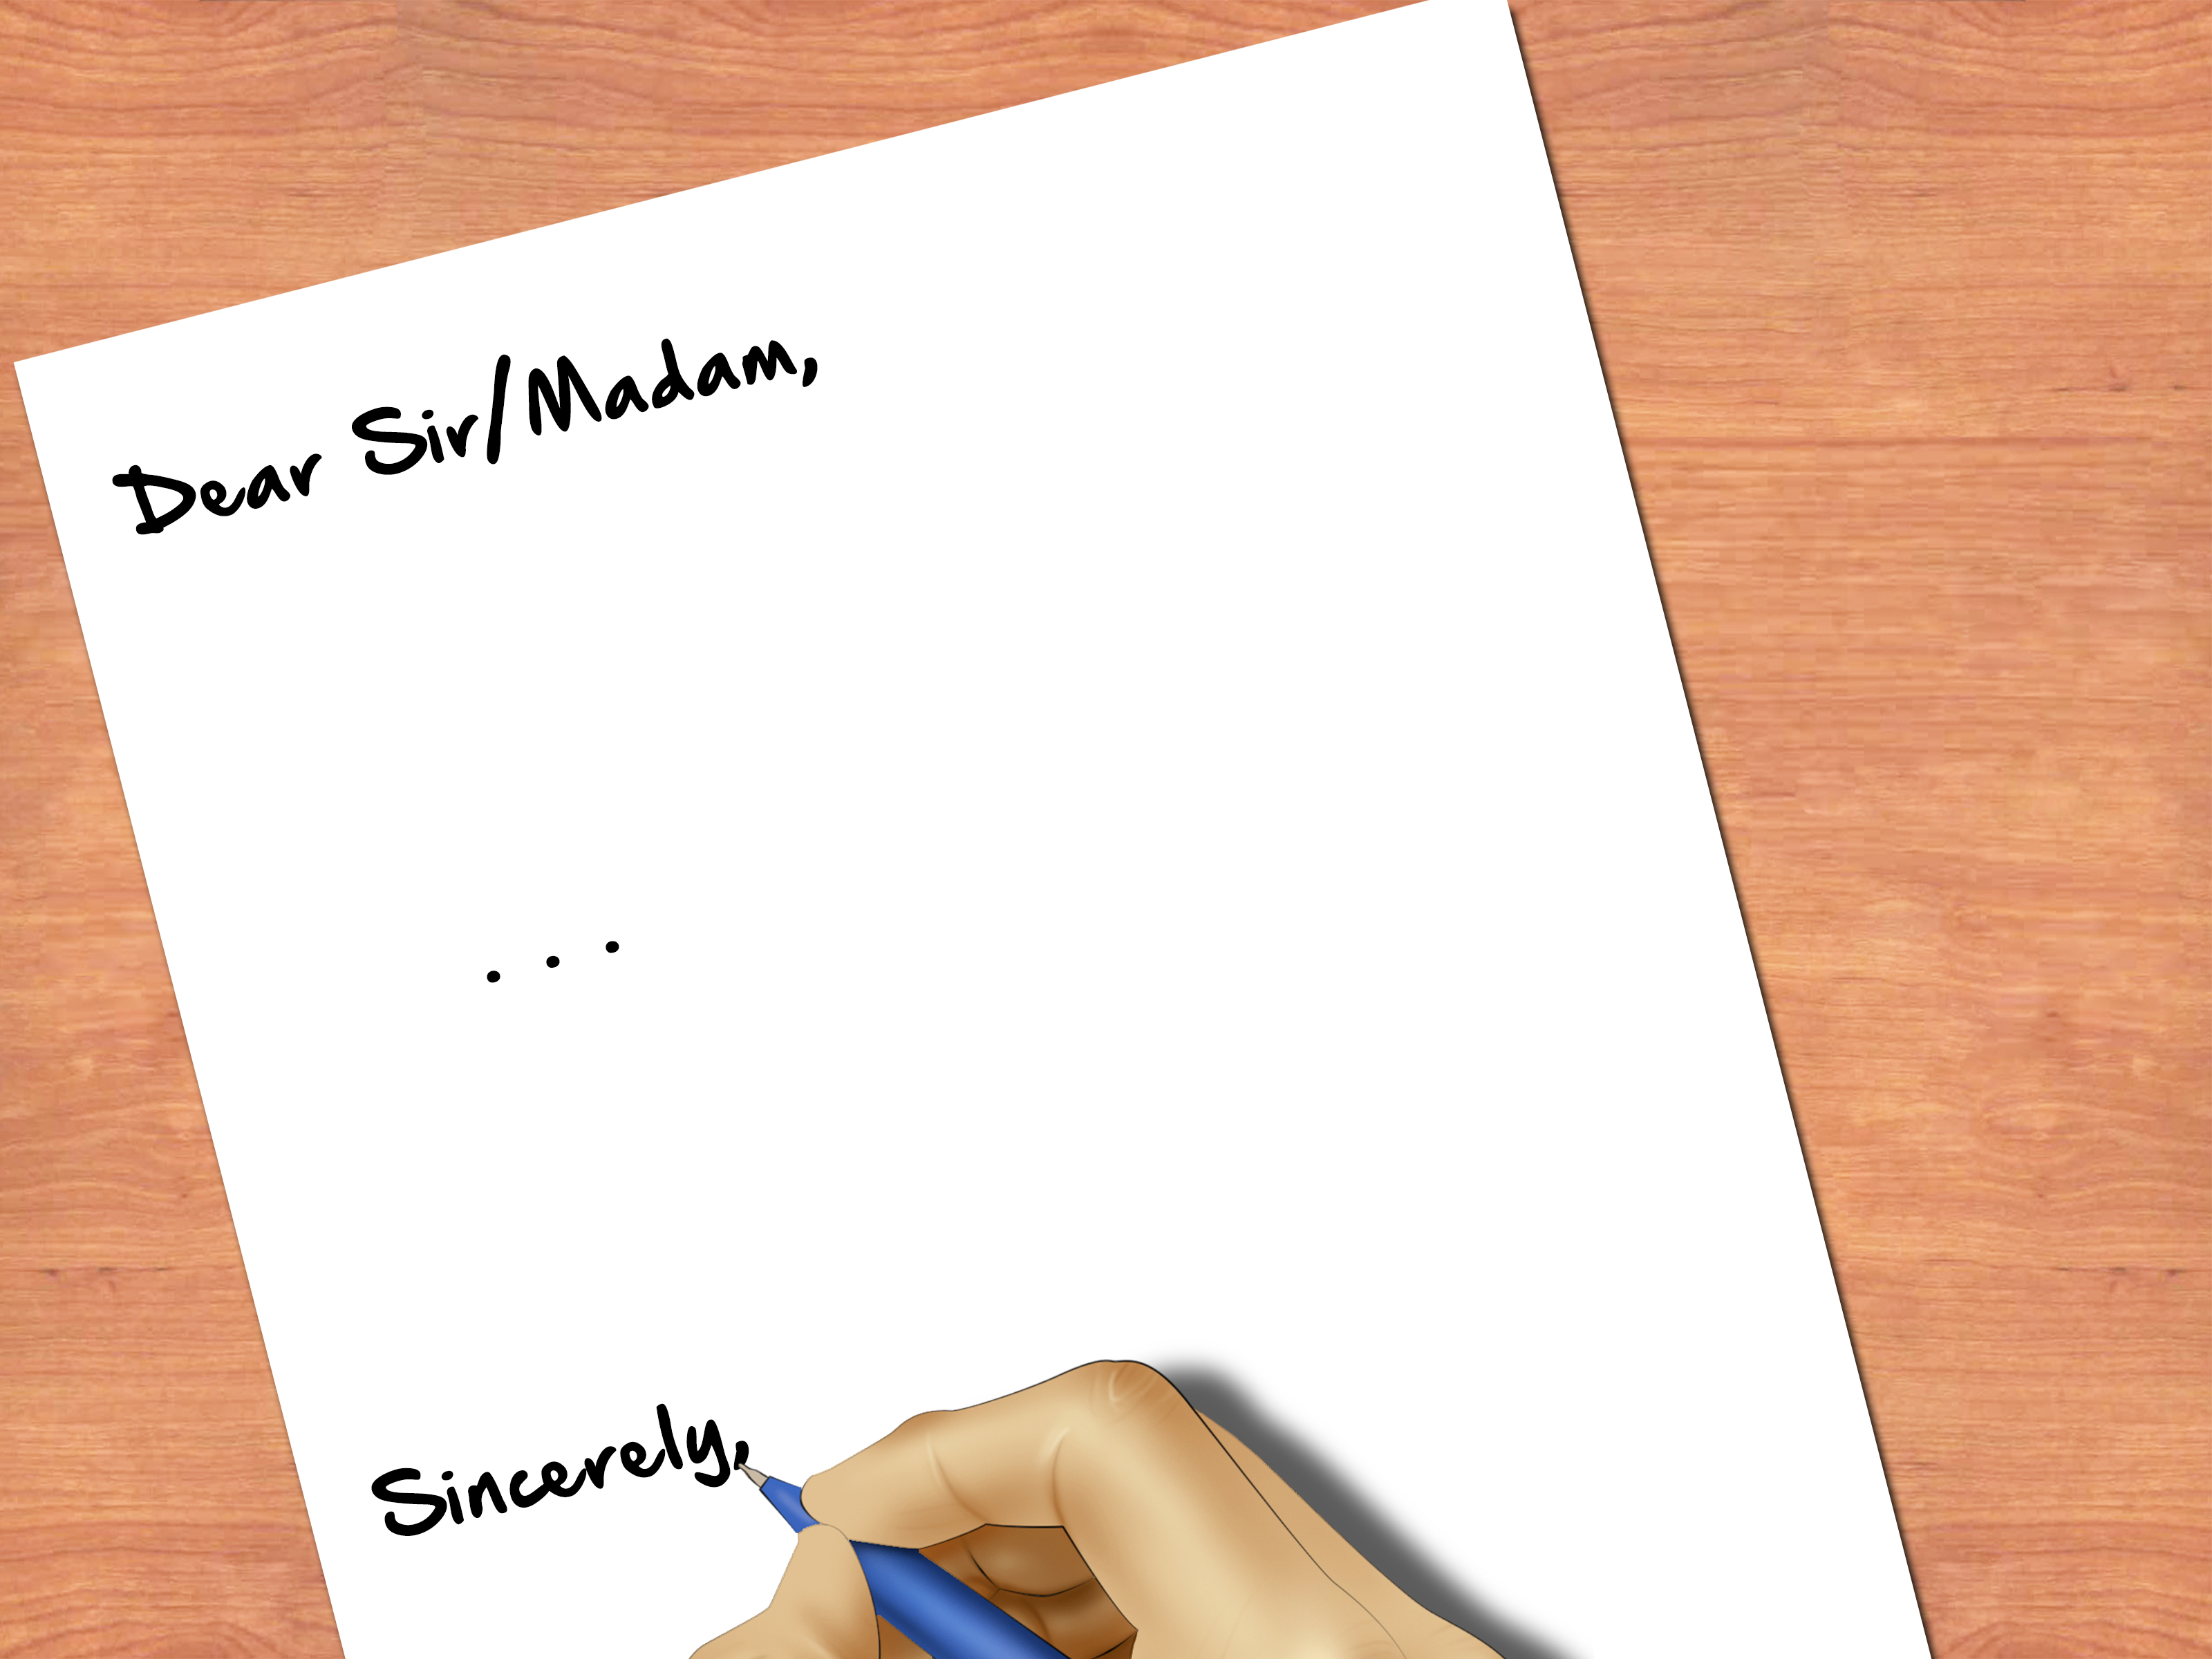 Dear Sir/Madam,
. . .
Sincerely,